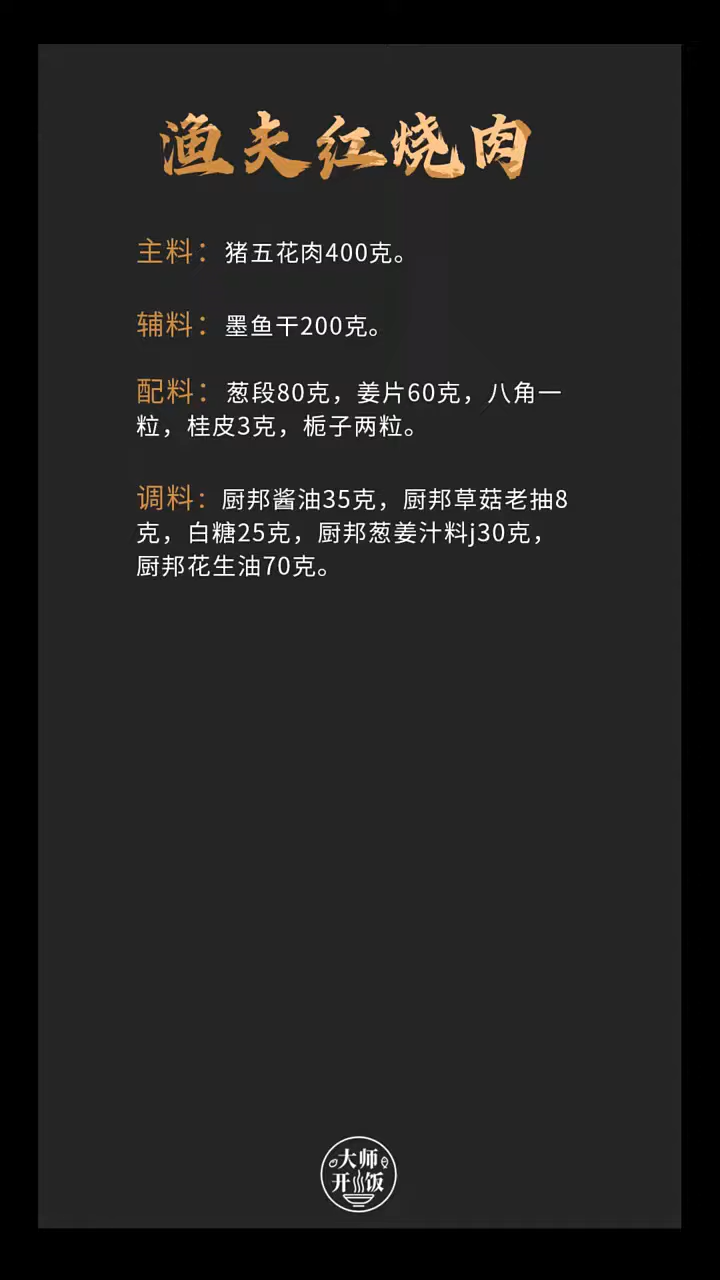 渔夫红烧肉
主料：猪五花肉400克。
辅料：墨鱼干200克。
配料：葱段80克，姜片60克，八角一
粒，桂皮3克，栀子两粒。
调料：厨邦酱油35克，厨邦草菇老抽8
克，白糖25克，厨邦葱姜汁料j30克，
厨邦花生油70克。
大师
开饭